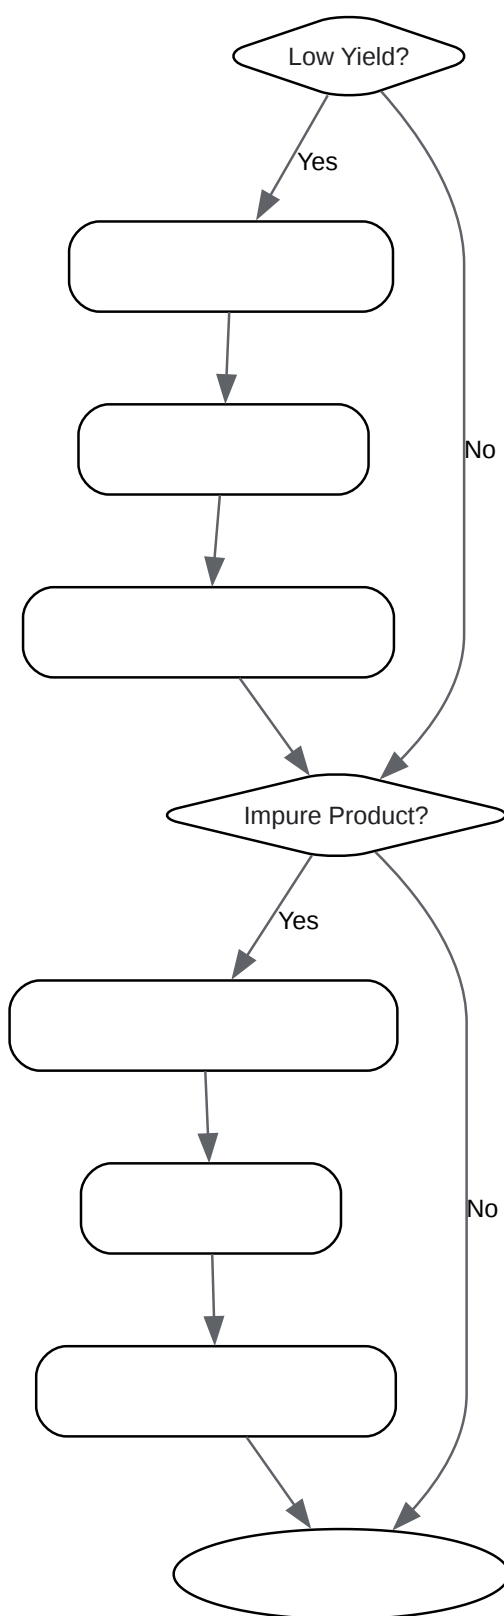 Low Yield?
Yes
No
Impure Product?
Yes
No